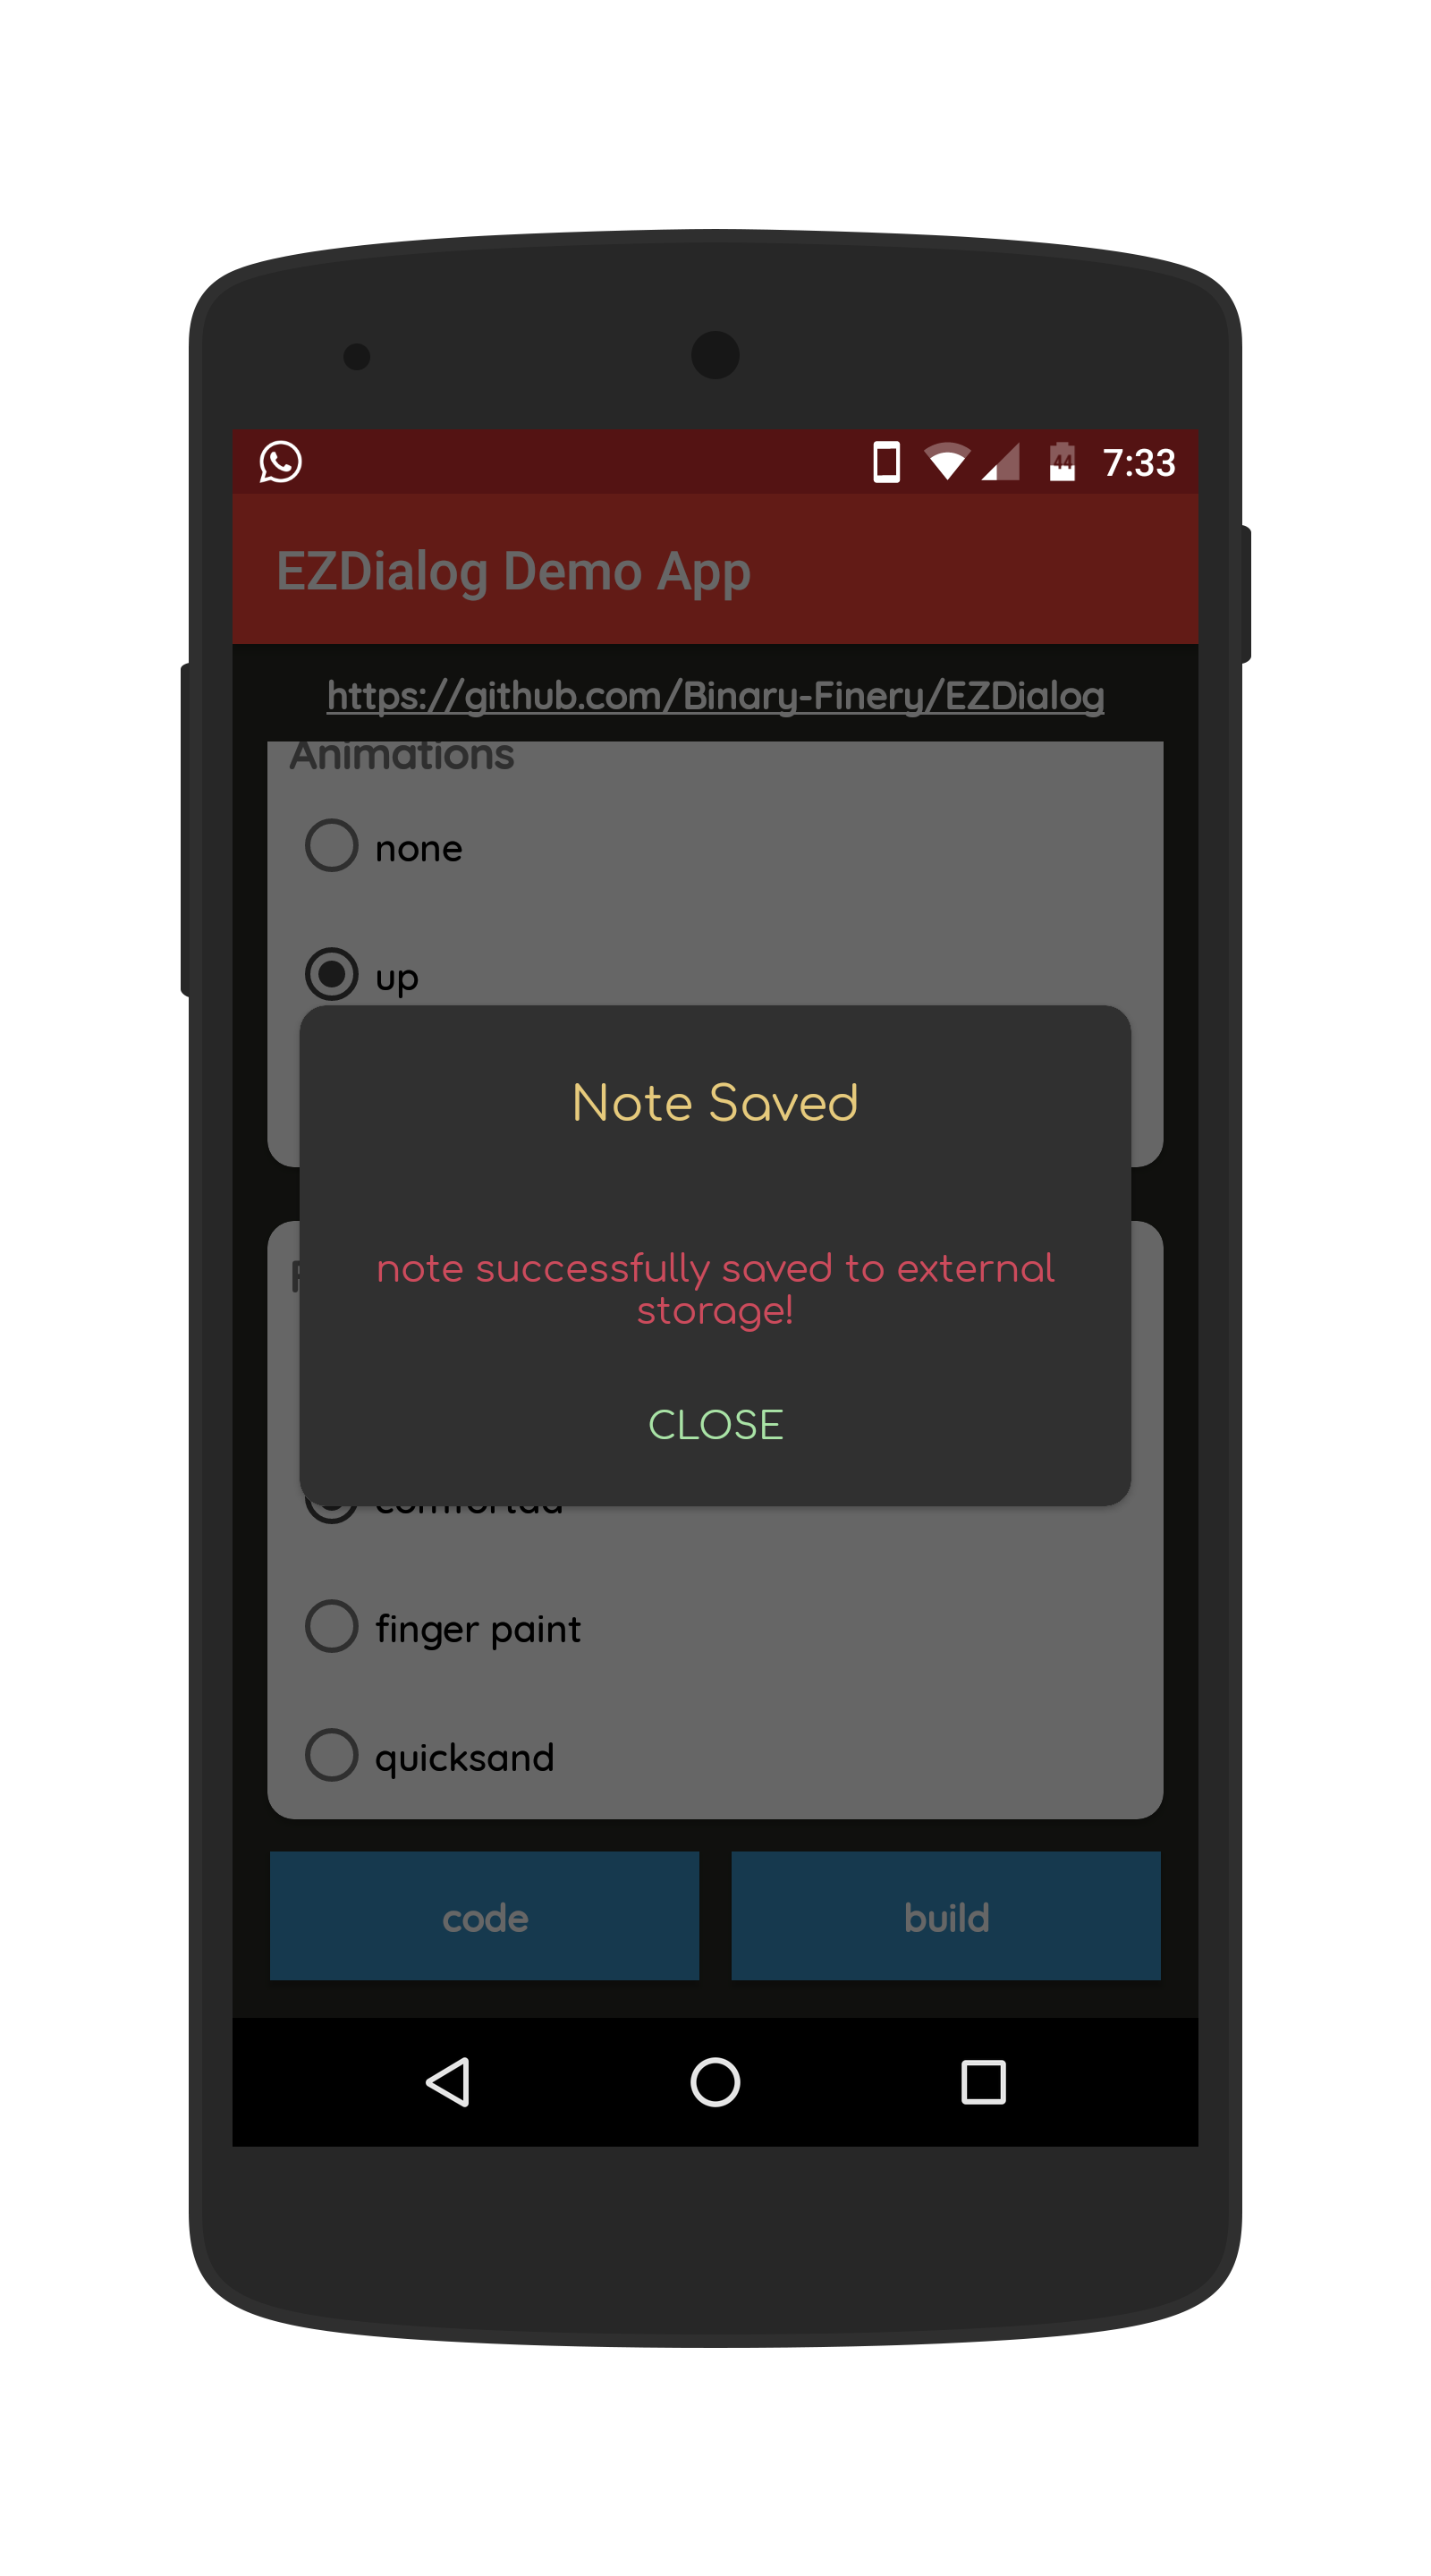 44 7:33
EZDialog Demo App
https://github.com/Binary-Finery/EZDialog
Animations
none
up
Note Saved
note successfully saved to external
storage!
CLOSE
finger paint
quicksand
code build